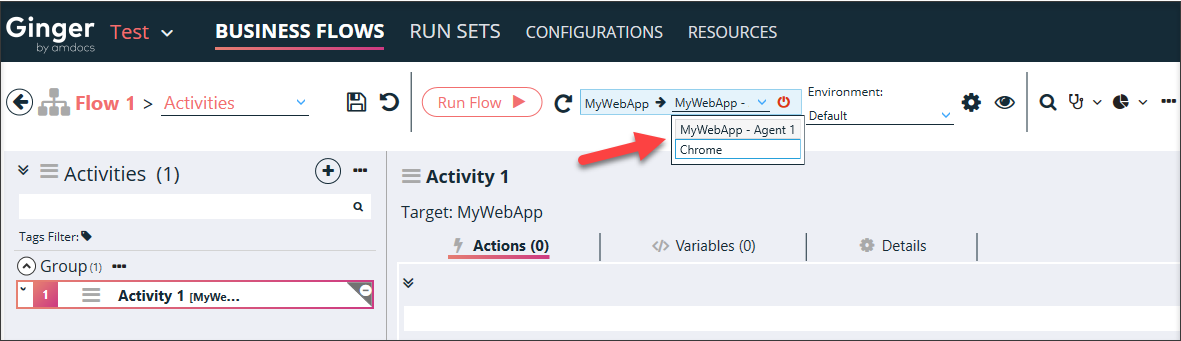 Ginger
by amdocs
Test
BUSINESS FLOWS
RUN SETS
CONFIGURATIONS
RESOURCES
Flow 1 > Activities
Run Flow
MyWebApp
MyWebApp -
Environment:
Default
MyWebApp - Agent 1
Chrome
Activities (1)
Tags Filter:
Group (1)
1
Activity 1 [MyWe...
Activity 1
Target: MyWebApp
Actions (0)
Variables (0)
Details